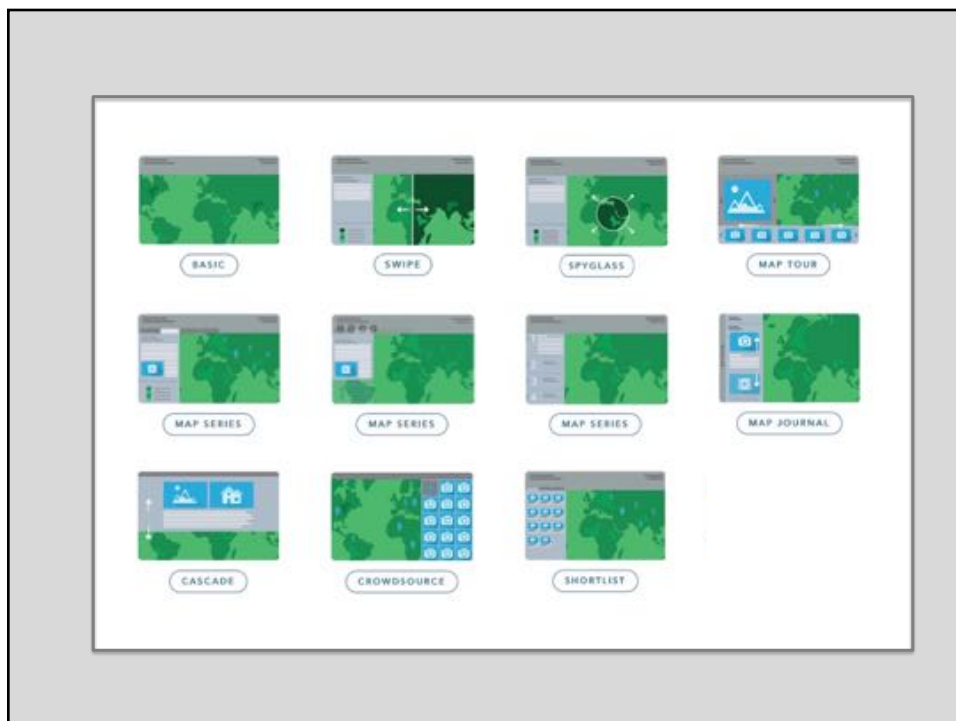 BASIC
SWIPE
SPYGLASS
MAP TOUR
MAP SERIES
MAP SERIES
MAP SERIES
MAP JOURNAL
CASCADE
CROWDSOURCE
SHORTLIST